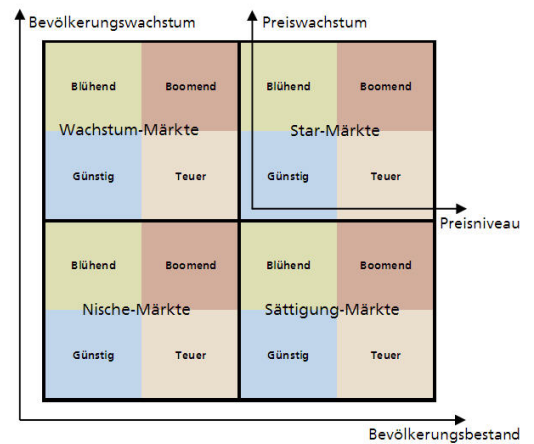 Bevölkerungswachstum Preiswachstum
Blühend Boomend Blühend Boomend
Wachstum-Märkte Star-Märkte
Günstig Teuer Günstig Teuer
Preisniveau
Blühend Boomend Blühend Boomend
Nische-Märkte Sättigung-Märkte
Günstig Teuer Günstig Teuer
Bevölkerungsbestand